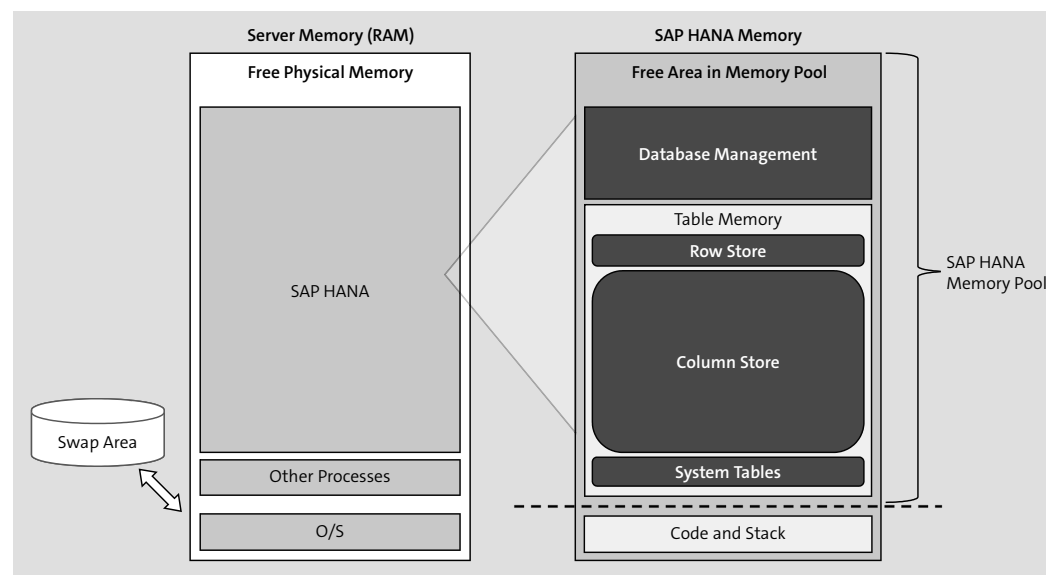 Server Memory (RAM)
Free Physical Memory
SAP HANA
Other Processes
O/S
Swap Area
SAP HANA Memory
Free Area in Memory Pool
Database Management
Table Memory
Row Store
Column Store
System Tables
Code and Stack
SAP HANA
Memory Pool